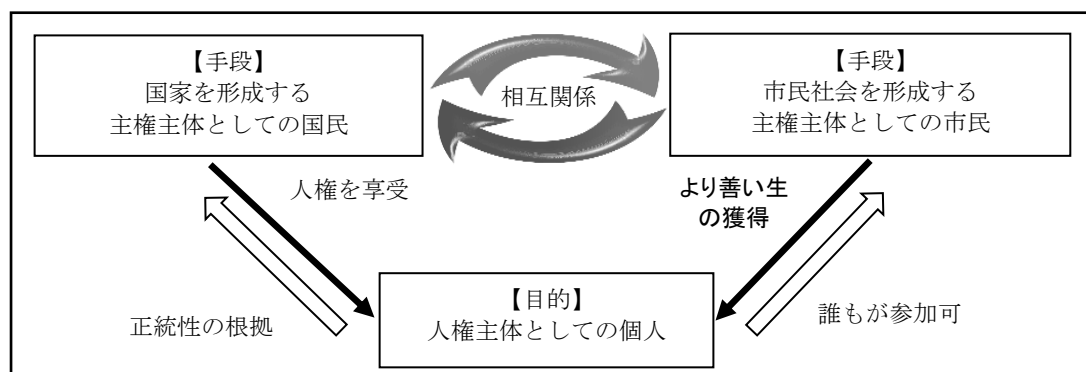 【手段】
国家を形成する
主権主体としての国民
相互関係
【手段】
市民社会を形成する
主権主体としての市民
人権を享受
より善い生
の獲得
正統性の根拠
【目的】
人権主体としての個人
誰もが参加可